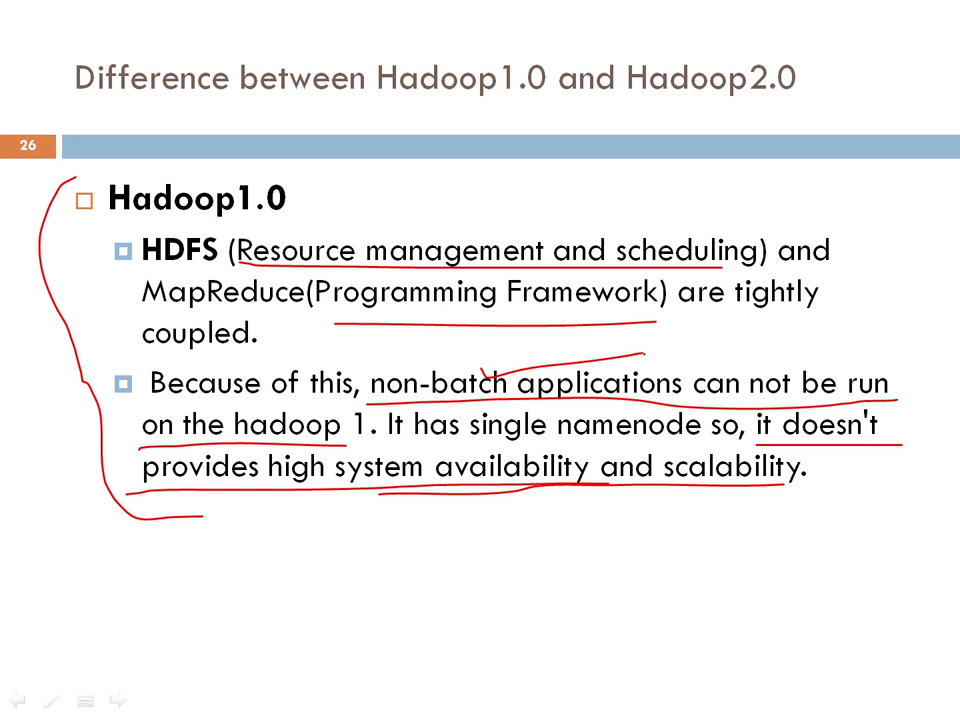 Difference between Hadoop1.0 and Hadoop2.0
26
Hadoop1.0
HDFS (Resource management and scheduling) and
MapReduce(Programming Framework) are tightly
coupled.
Because of this, non-batch applications can not be run
on the hadoop 1. It has single namenode so, it doesn't
provides high system availability and scalability.